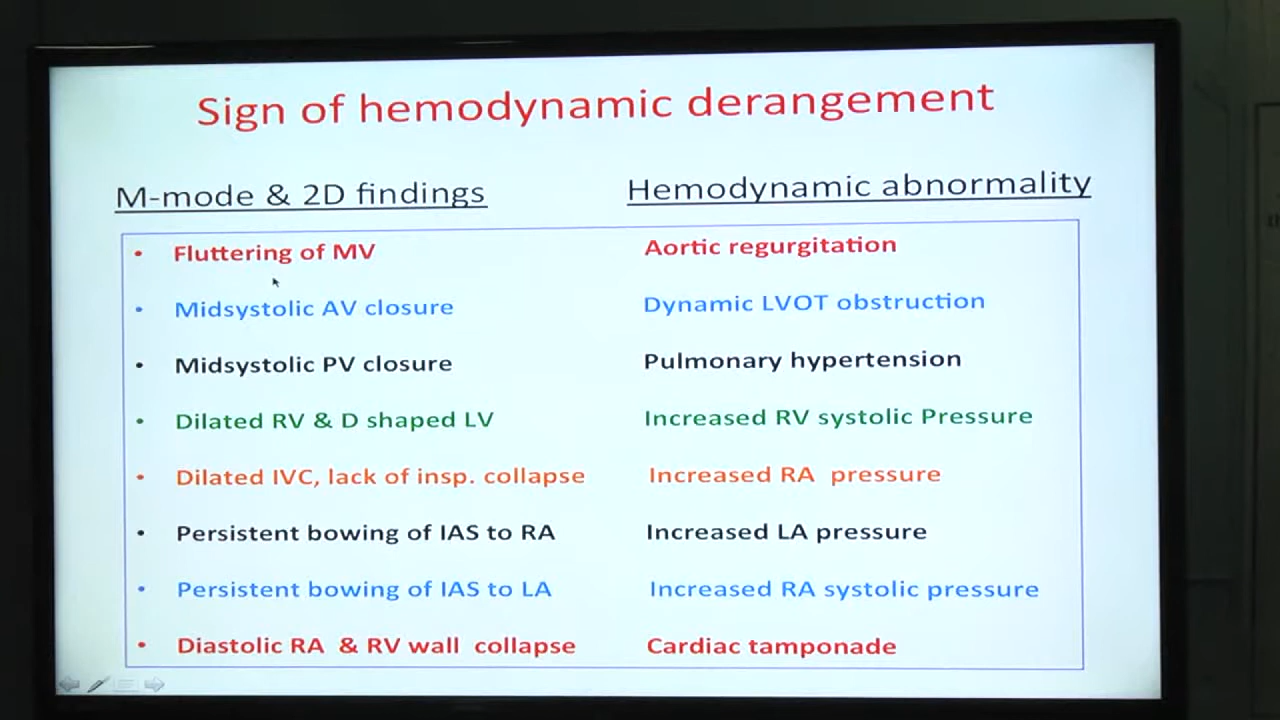 Sign of hemodynamic derangement
M-mode & 2D findings Hemodynamic abnormality
• Fluttering of MV Aortic regurgitation
• Midsystolic AV closure Dynamic LVOT obstruction
• Midsystolic PV closure Pulmonary hypertension
• Dilated RV & D shaped LV Increased RV systolic Pressure
• Dilated IVC, lack of insp. collapse Increased RA pressure
• Persistent bowing of IAS to RA Increased LA pressure
• Persistent bowing of IAS to LA Increased RA systolic pressure
• Diastolic RA & RV wall collapse Cardiac tamponade